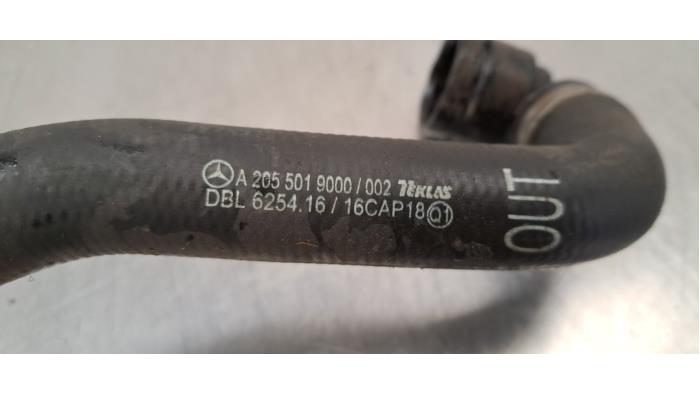 A 205 501 9000 / 002 TEKLAS
DBL 6254.16 / 16CAP18 Q1
OUT